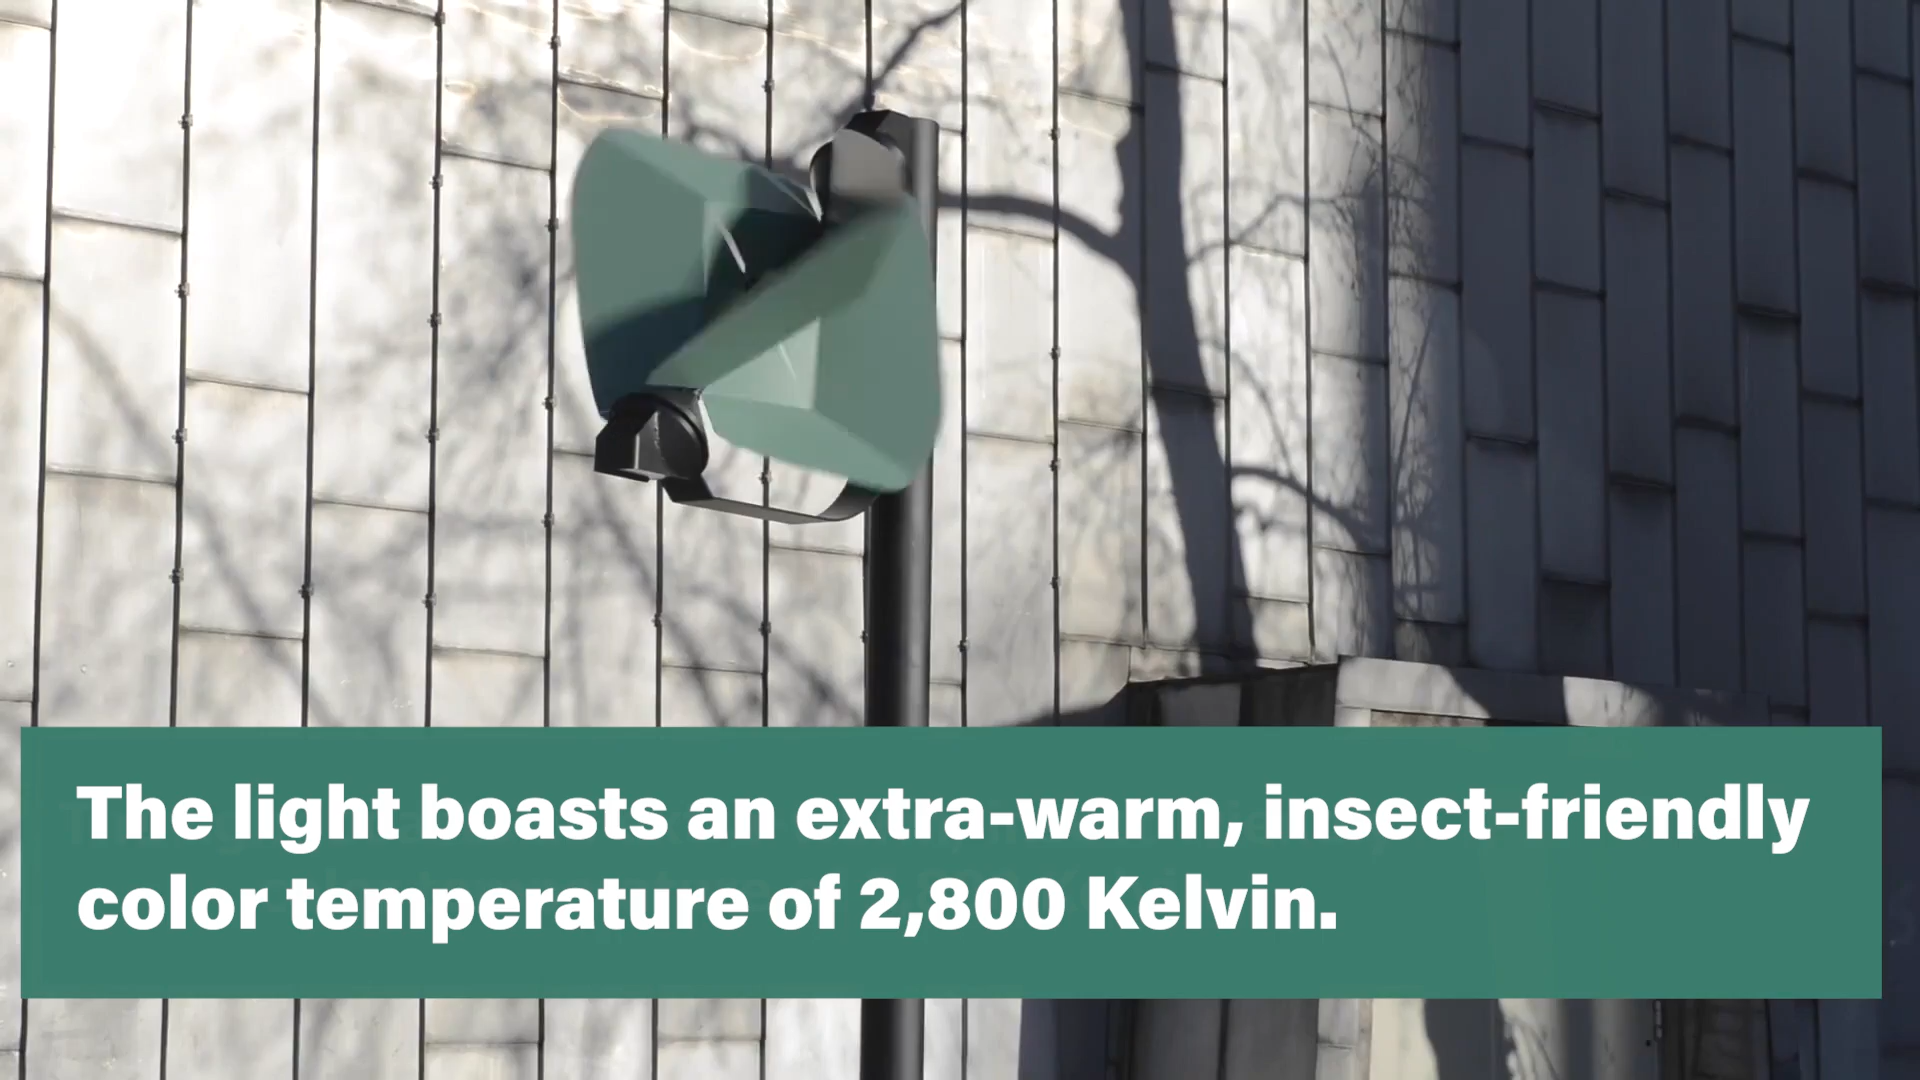 The light boasts an extra-warm, insect-friendly
color temperature of 2,800 Kelvin.